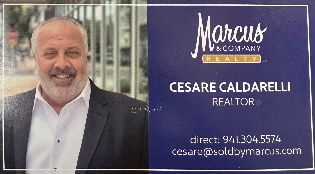 Marcus
& COMPANY
REALTY
CESARE CALDARELLI
REALTOR
direct: 941.304.5574
cesare@soldbymarcus.com